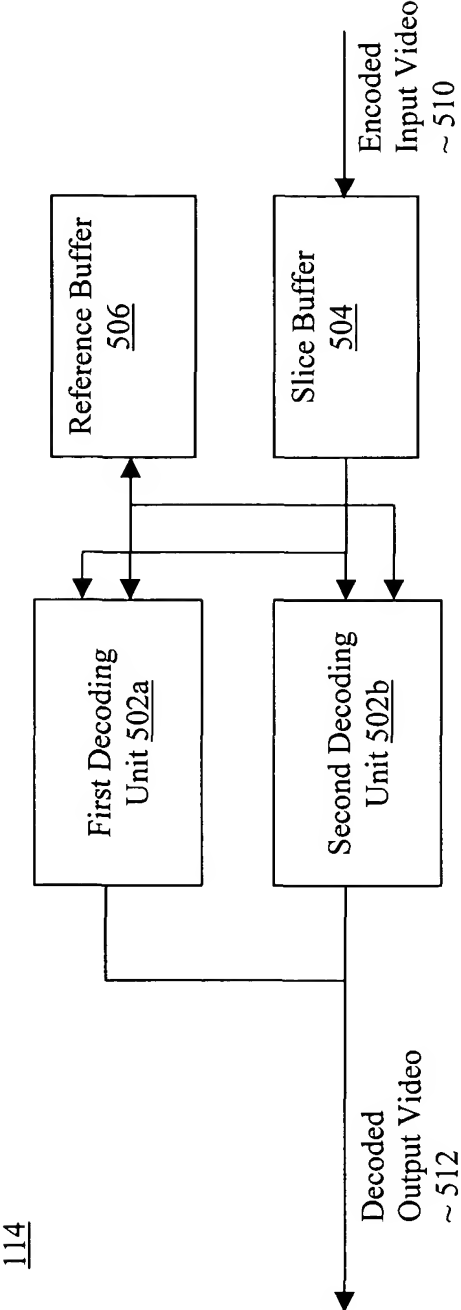 114
First Decoding
Unit 502a
Reference Buffer
506
Second Decoding
Unit 502b
Slice Buffer
504
Decoded
Output Video
~ 512
Encoded
Input Video
~ 510